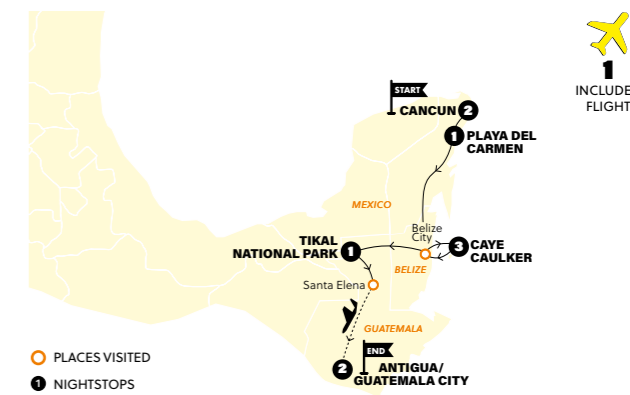 1
INCLUDE
FLIGHT
START
CANCUN 2
1 PLAYA DEL
CARMEN
MEXICO
Belize
City
3 CAYE
CAULKER
TIKAL
NATIONAL PARK 1
BELIZE
Santa Elena
GUATEMALA
END
2 ANTIGUA/
GUATEMALA CITY
PLACES VISITED
1 NIGHTSTOPS